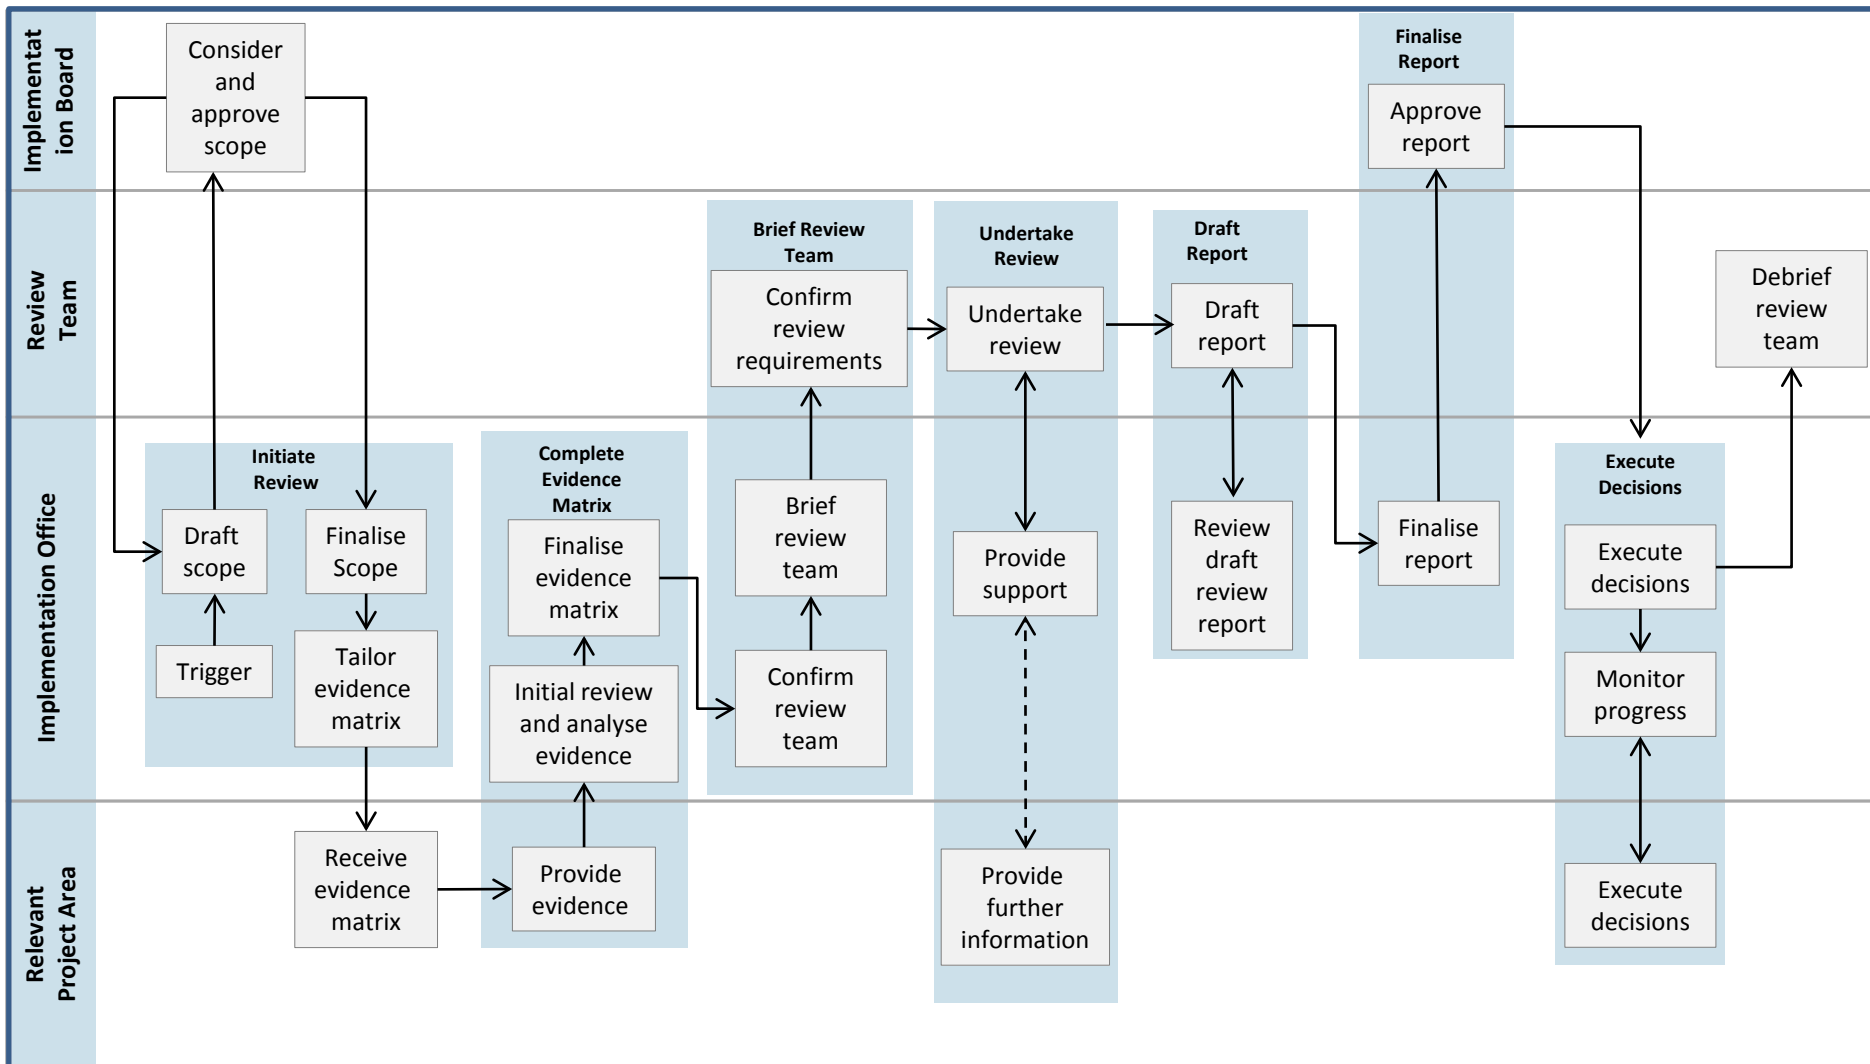 Implementat
ion Board
Consider
and
approve
scope
Finalise
Report
Approve
report
Review
Team
Brief Review
Team
Confirm
review
requirements
Undertake
Review
Undertake
review
Draft
Report
Draft
report
Debrief
review
team
Implementation Office
Initiate
Review
Draft
scope
Finalise
Scope
Trigger
Tailor
evidence
matrix
Complete
Evidence
Matrix
Finalise
evidence
matrix
Initial review
and analyse
evidence
Brief
review
team
Confirm
review
team
Provide
support
Review
draft
review
report
Finalise
report
Execute
Decisions
Execute
decisions
Monitor
progress
Relevant
Project Area
Receive
evidence
matrix
Provide
evidence
Provide
further
information
Execute
decisions